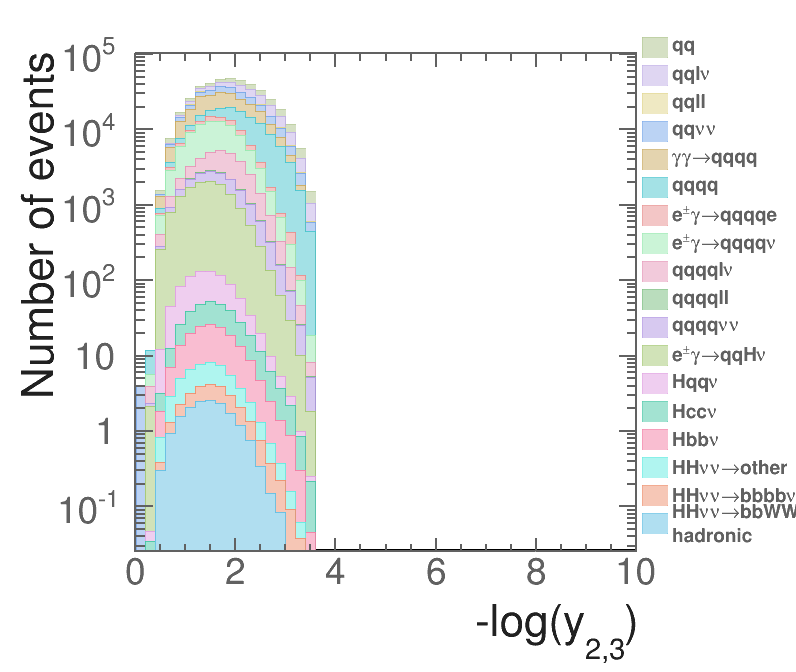 Number of events
10^5
10^4
10^3
10^2
10
1
10^-1
0 2 4 6 8 10
-log(y_2,3)
qq
qqlν
qqll
qqνν
γγ→qqqq
qqqq
e^±γ→qqqqe
e^±γ→qqqqν
qqqqlν
qqqqll
qqqqνν
e^±γ→qqHν
Hqqν
Hccν
Hbbν
HHνν→other
HHνν→bbbbν
HHνν→bbWW
hadronic